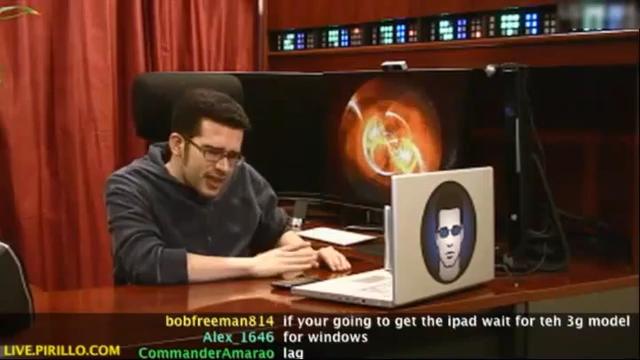 bobfreeman814 if your going to get the ipad wait for teh 3g model
Alex_1646 for windows
LIVE.PIRILLO.COM CommanderAmarao lag